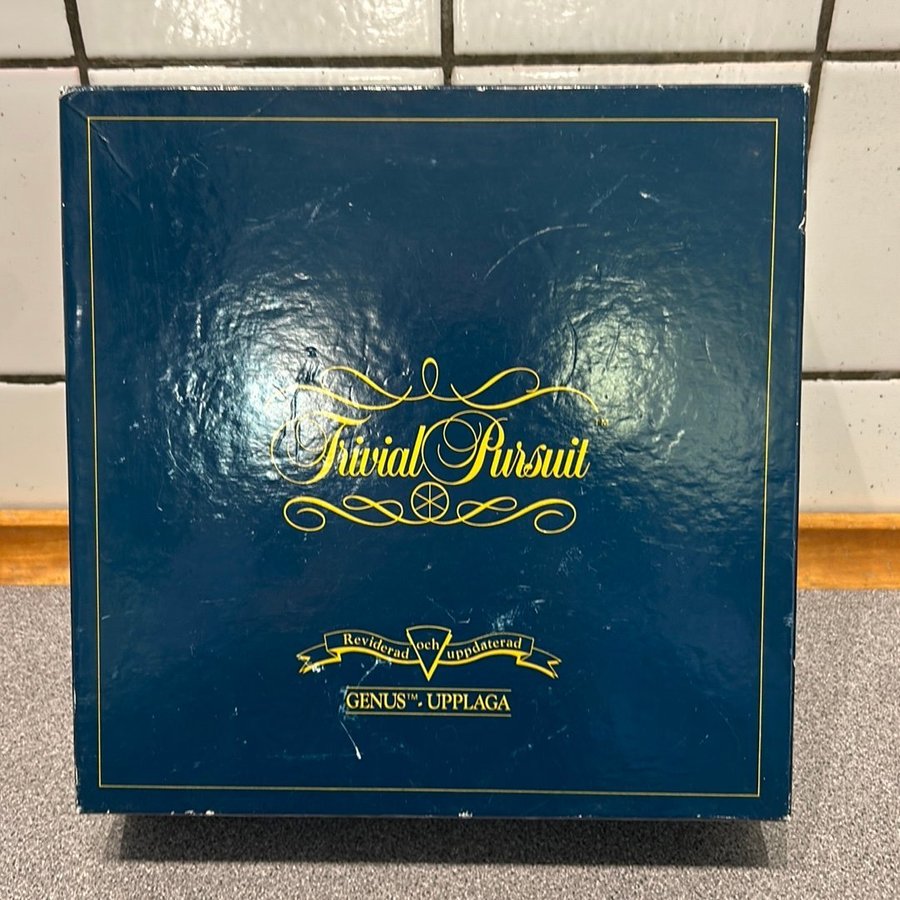 Trivial Pursuit™
Reviderad och uppdaterad
GENUS™- UPPLAGA